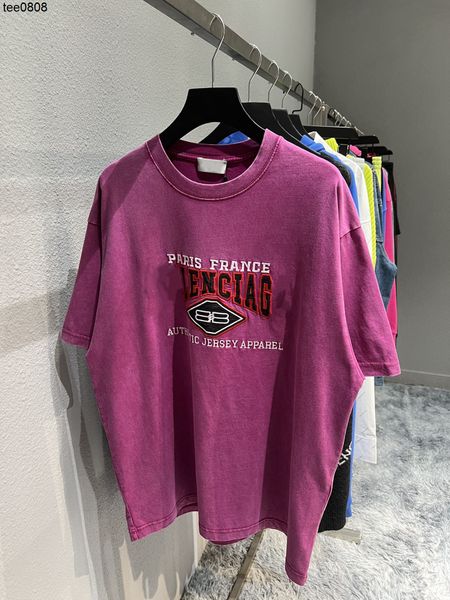 tee0808
PARIS FRANCE
LENCIAG
BB
AUTHENTIC JERSEY APPAREL